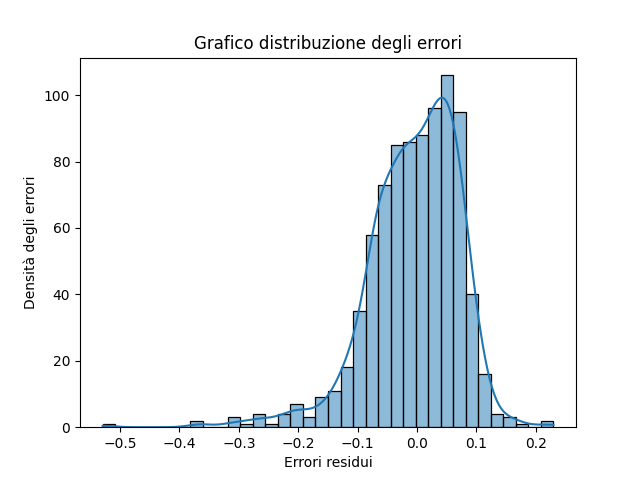 Grafico distribuzione degli errori
100
80
60
40
20
0
Densità degli errori
−0.5 −0.4 −0.3 −0.2 −0.1 0.0 0.1 0.2
Errori residui